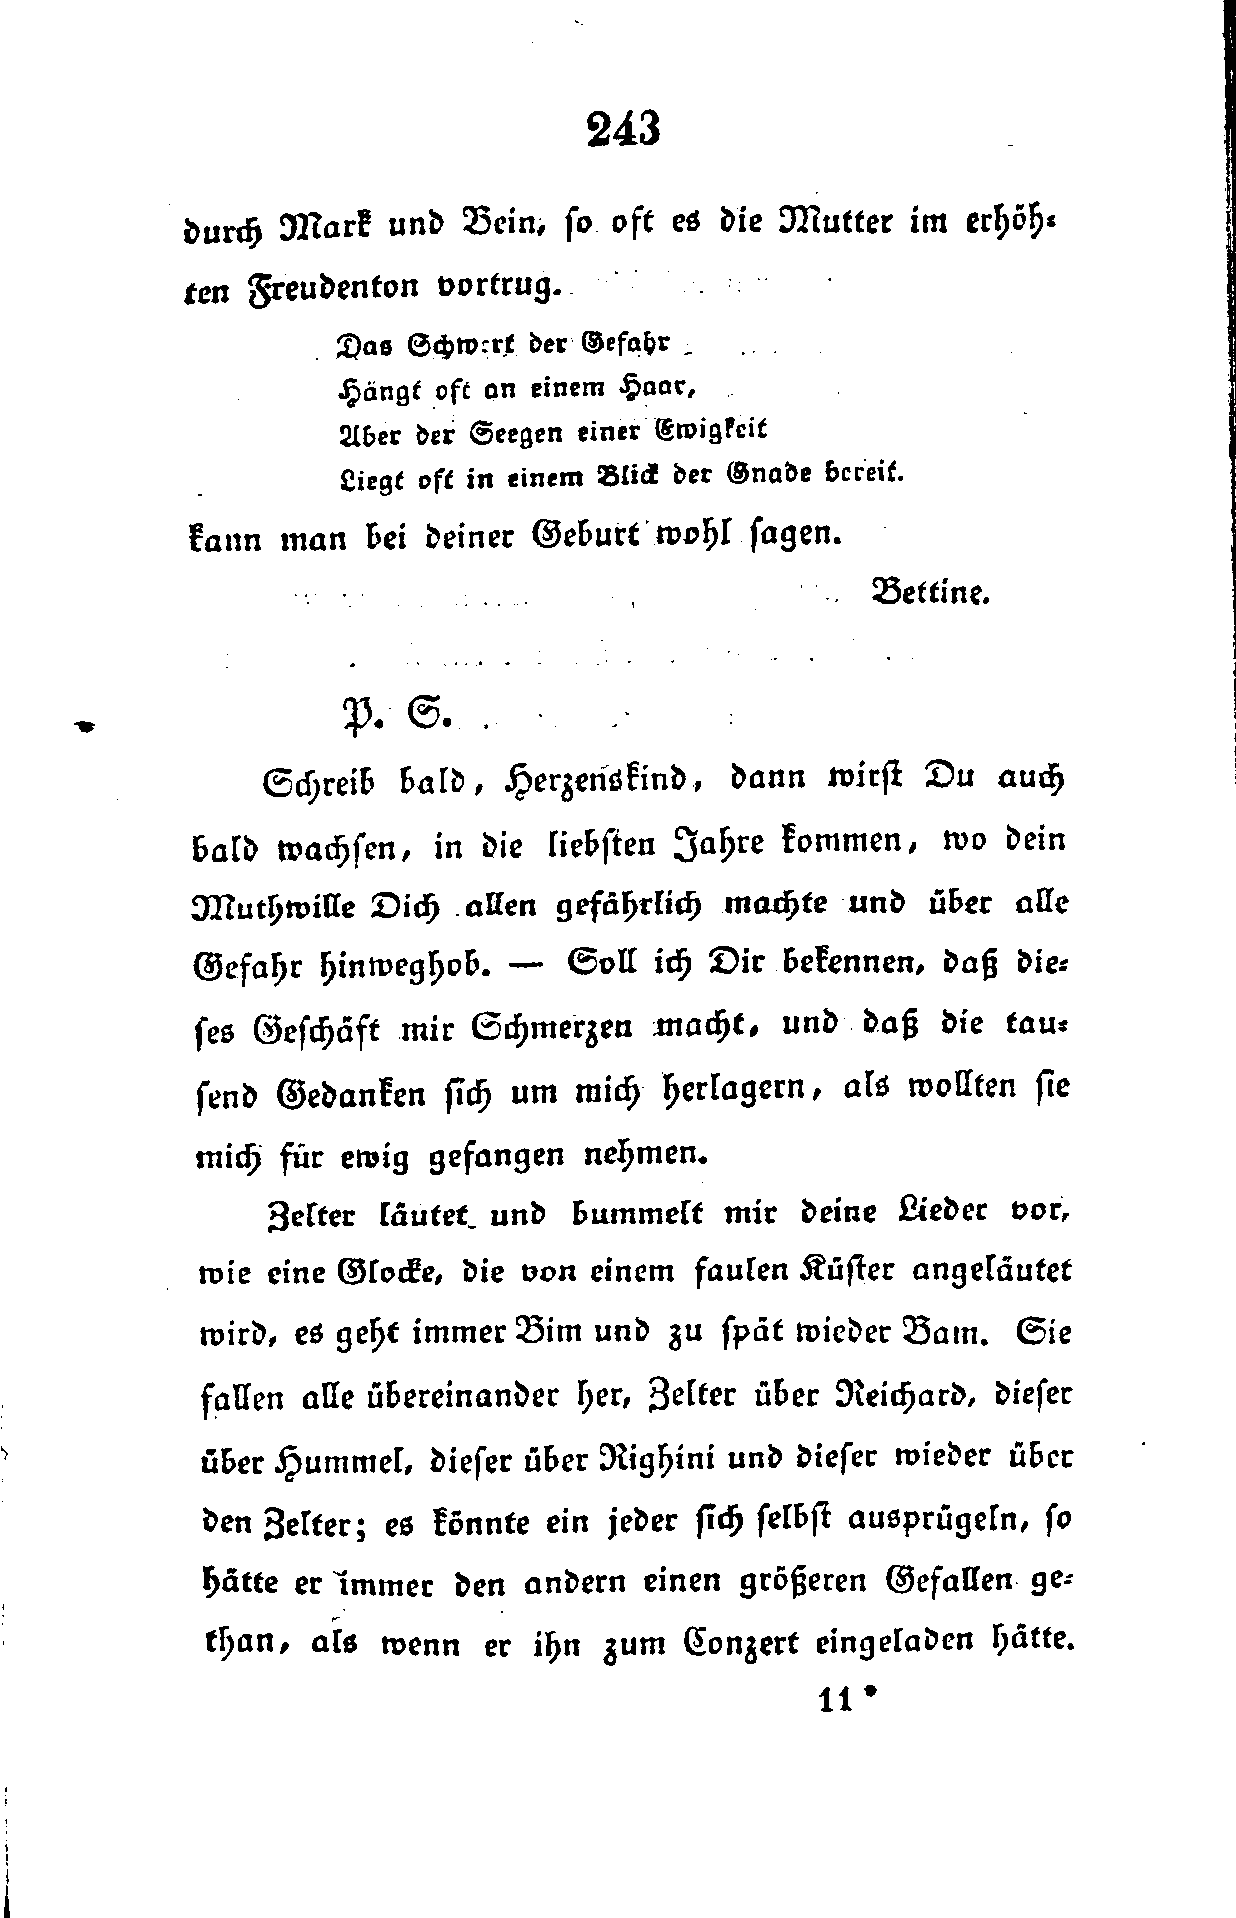 243
durch Mark und Bein, so oft es die Mutter im erhöh-
ten Freudenton vortrug.
Das Schwert der Gefahr
Hängt oft an einem Haar,
Aber der Seegen einer Ewigkeit
Liegt oft in einem Blick der Gnade bereit.
kann man bei deiner Geburt wohl sagen.
Bettine.
P. S.
Schreib bald, Herzenskind, dann wirst Du auch
bald wachsen, in die liebsten Jahre kommen, wo dein
Muthwille Dich allen gefährlich machte und über alle
Gefahr hinweghob. — Soll ich Dir bekennen, daß die-
ses Geschäft mir Schmerzen macht, und daß die tau-
send Gedanken sich um mich herlagern, als wollten sie
mich für ewig gefangen nehmen.
Zelter läutet und bummelt mir deine Lieder vor,
wie eine Glocke, die von einem faulen Küster angeläutet
wird, es geht immer Bim und zu spät wieder Bam. Sie
fallen alle übereinander her, Zelter über Reichard, dieser
über Hummel, dieser über Righini und dieser wieder über
den Zelter; es könnte ein jeder sich selbst ausprügeln, so
hätte er immer den andern einen größeren Gefallen ge-
than, als wenn er ihn zum Conzert eingeladen hätte.
11*